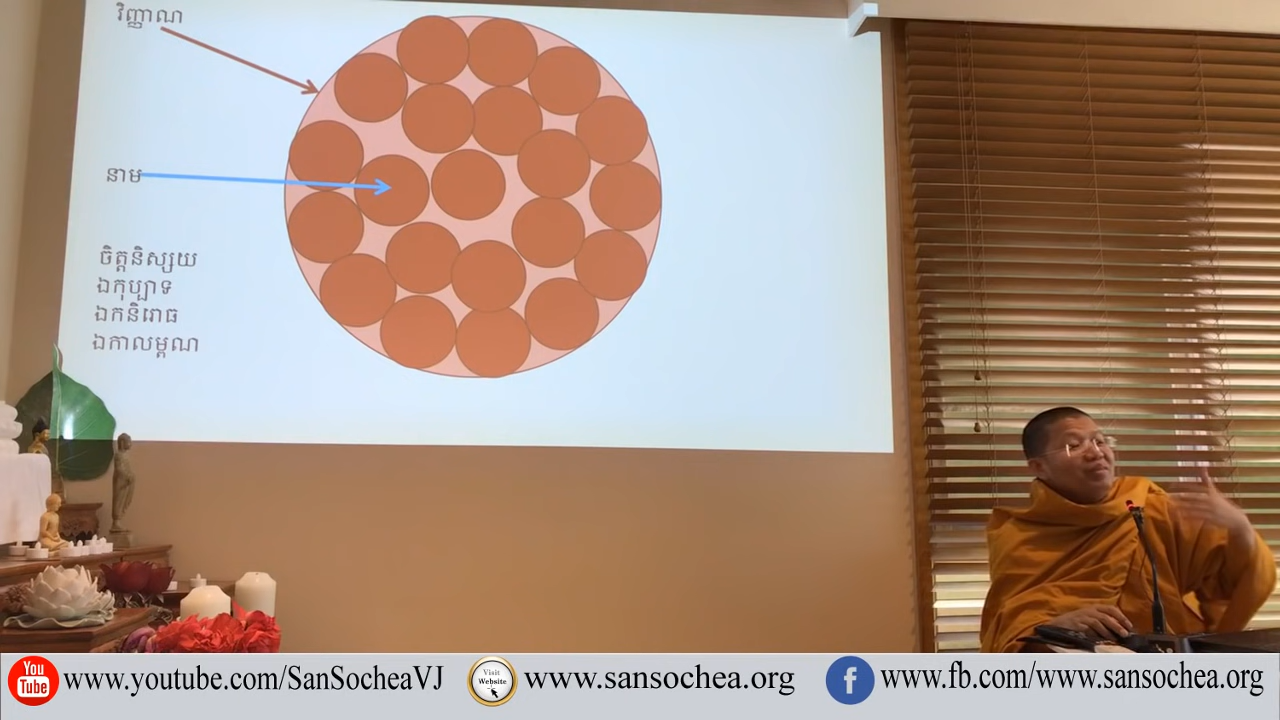 វិញ្ញាណ
នាម
ចិត្តនិស្សយ
ឯកុប្បាទ
ឯកនិរោធ
ឯកាលម្ពណ
You
Tube
www.youtube.com/SanSocheaVJ
Visit
Website
www.sansochea.org
www.fb.com/www.sansochea.org